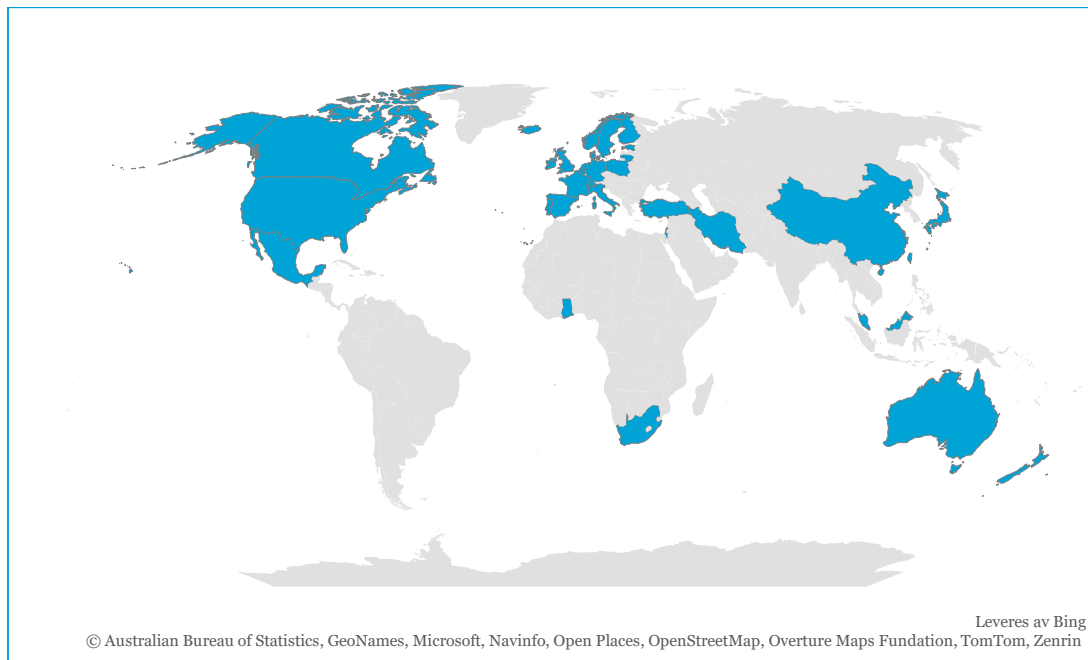 Leveres av Bing
© Australian Bureau of Statistics, GeoNames, Microsoft, Navinfo, Open Places, OpenStreetMap, Overture Maps Fundation, TomTom, Zenrin